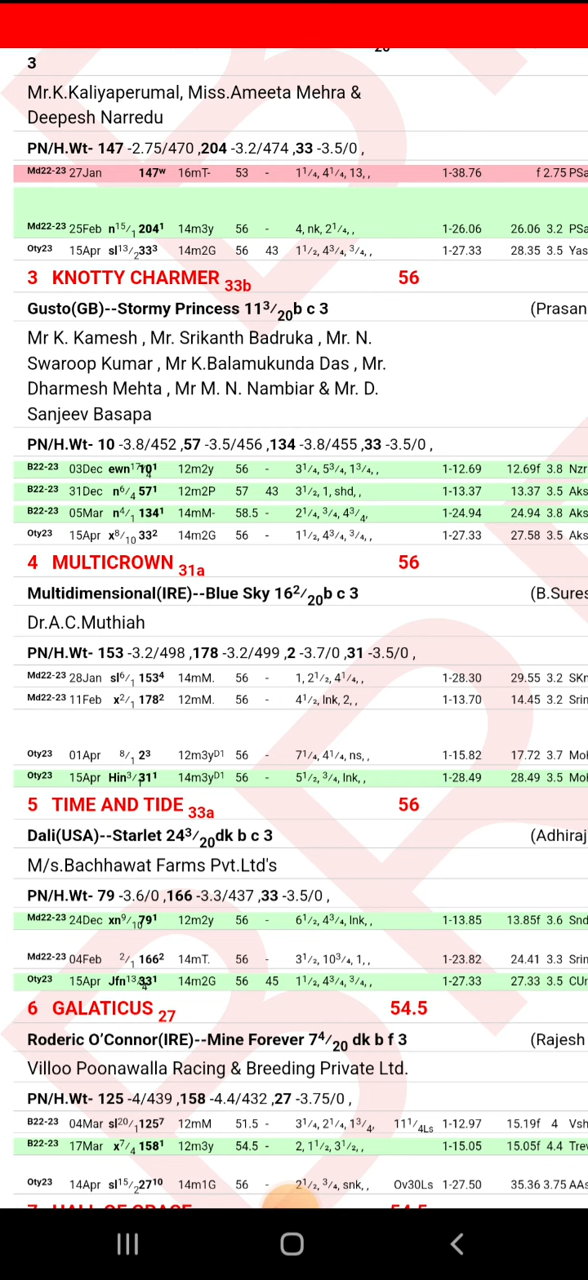 3
Mr.K.Kaliyaperumal, Miss.Ameeta Mehra &
Deepesh Narredu
PN/H.Wt- 147 -2.75/470 ,204 -3.2/474 ,33 -3.5/0 ,
Md22-23 27Jan 147w 16mT- 53 - 1¹/₄, 4¹/₄, 13, , 1-38.76 f 2.75 PSa
Md22-23 25Feb n¹⁵/₁ 204¹ 14m3y 56 - 4, nk, 2¹/₄, , 1-26.06 26.06 3.2 PSa
Oty23 15Apr sl¹³/₂33³ 14m2G 56 43 1¹/₂, 4³/₄, ³/₄, , 1-27.33 28.35 3.5 Yas
3 KNOTTY CHARMER 33b 56
Gusto(GB)--Stormy Princess 11³/₂₀b c 3 (Prasan
Mr K. Kamesh , Mr. Srikanth Badruka , Mr. N.
Swaroop Kumar , Mr K.Balamukunda Das , Mr.
Dharmesh Mehta , Mr M. N. Nambiar & Mr. D.
Sanjeev Basapa
PN/H.Wt- 10 -3.8/452 ,57 -3.5/456 ,134 -3.8/455 ,33 -3.5/0 ,
B22-23 03Dec ewn 10¹ 12m2y 56 - 3¹/₄, 5³/₄, 1³/₄, , 1-12.69 12.69f 3.8 Nzr
B22-23 31Dec n⁶/₄ 57¹ 12m2P 57 43 3¹/₂, 1, shd, , 1-13.37 13.37 3.5 Aks
B22-23 05Mar n⁴/₁ 134¹ 14mM- 58.5 - 2¹/₄, ³/₄, 4³/₄, 1-24.94 24.94 3.8 Aks
Oty23 15Apr x⁸/₁₀ 33² 14m2G 56 - 1¹/₂, 4³/₄, ³/₄, , 1-27.33 27.58 3.5 Aks
4 MULTICROWN 31a 56
Multidimensional(IRE)--Blue Sky 16²/₂₀b c 3 (B.Sures
Dr.A.C.Muthiah
PN/H.Wt- 153 -3.2/498 ,178 -3.2/499 ,2 -3.7/0 ,31 -3.5/0 ,
Md22-23 28Jan sl⁶/₁ 153⁴ 14mM. 56 - 1, 2¹/₂, 4¹/₄, , 1-28.30 29.55 3.2 SKn
Md22-23 11Feb x²/₁ 178² 12mM. 56 - 4¹/₂, lnk, 2, , 1-13.70 14.45 3.2 Srin
Oty23 01Apr ⁸/₁ 2³ 12m3yᴰ¹ 56 - 7¹/₄, 4¹/₄, ns, , 1-15.82 17.72 3.7 Mol
Oty23 15Apr Hin³/₁31¹ 14m3yᴰ¹ 56 - 5¹/₂, ³/₄, lnk, , 1-28.49 28.49 3.5 Mol
5 TIME AND TIDE 33a 56
Dali(USA)--Starlet 24³/₂₀dk b c 3 (Adhiraj
M/s.Bachhawat Farms Pvt.Ltd's
PN/H.Wt- 79 -3.6/0 ,166 -3.3/437 ,33 -3.5/0 ,
Md22-23 24Dec xn⁹/₁₀79¹ 12m2y 56 - 6¹/₂, 4³/₄, lnk, , 1-13.85 13.85f 3.6 Snd
Md22-23 04Feb ²/₁ 166² 14mT. 56 - 3¹/₂, 10³/₄, 1, , 1-23.82 24.41 3.3 Srin
Oty23 15Apr Jfn¹³/₄33¹ 14m2G 56 45 1¹/₂, 4³/₄, ³/₄, , 1-27.33 27.33 3.5 CUr
6 GALATICUS 27 54.5
Roderic O'Connor(IRE)--Mine Forever 7⁴/₂₀ dk b f 3 (Rajesh
Villoo Poonawalla Racing & Breeding Private Ltd.
PN/H.Wt- 125 -4/439 ,158 -4.4/432 ,27 -3.75/0 ,
B22-23 04Mar sl²⁰/₁125⁷ 12mM 51.5 - 3¹/₄, 2¹/₄, 1³/₄, 11¹/₄Ls 1-12.97 15.19f 4 Vsh
B22-23 17Mar x⁷/₄ 158¹ 12m3y 54.5 - 2, 1¹/₂, 3¹/₂, , 1-15.05 15.05f 4.4 Trev
Oty23 14Apr sl¹⁵/₂27¹⁰ 14m1G 56 - 2¹/₂, ³/₄, snk, , Ov30Ls 1-27.50 35.36 3.75 AAs